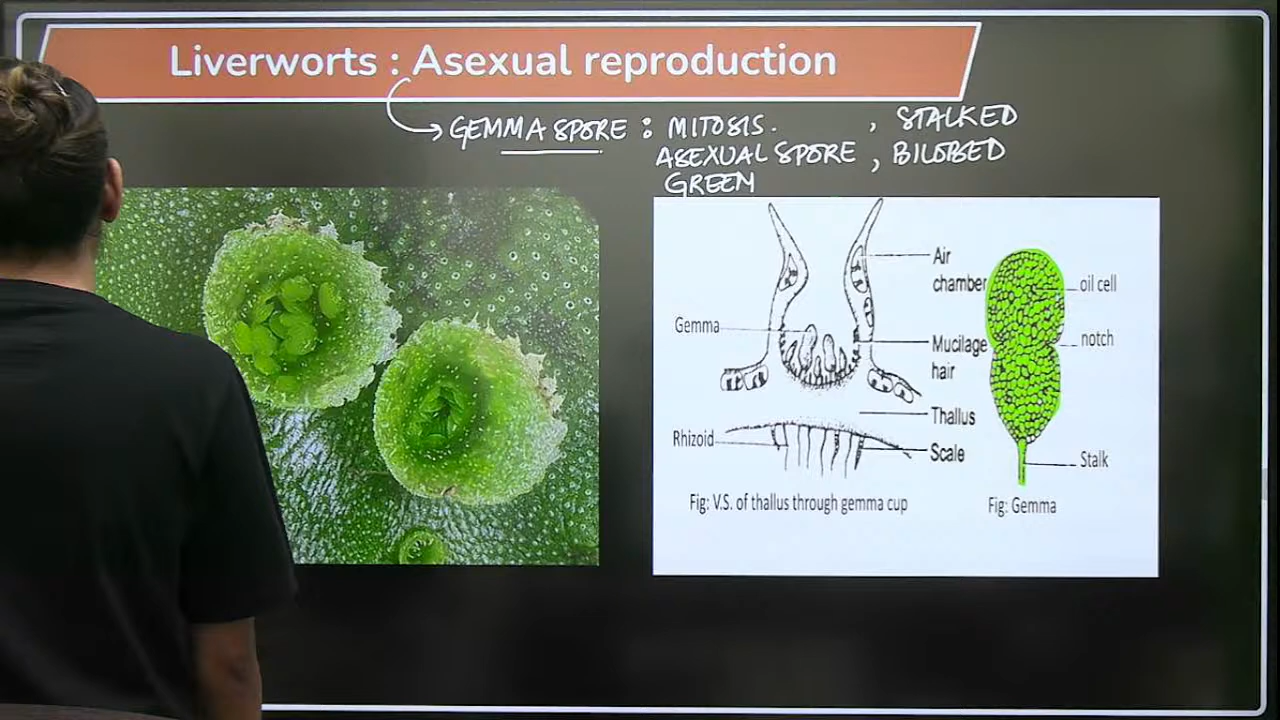 Liverworts : Asexual reproduction
GEMMA SPORE : MITOSIS. , STALKED
ASEXUAL SPORE , BILOBED
GREEN
Air chamber
oil cell
Gemma
notch
Mucilage hair
Thallus
Rhizoid
Scale
Stalk
Fig: V.S. of thallus through gemma cup
Fig: Gemma